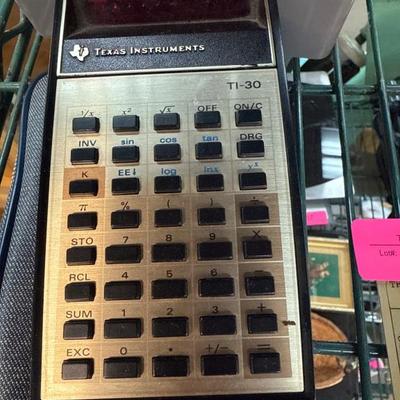 TEXAS INSTRUMENTS
TI-30
1/x x² √x OFF ON/C
INV sin cos tan DRG
K EE↓ log lnx yˣ
π % ( ) ÷
STO 7 8 9 X
RCL 4 5 6 −
SUM 1 2 3 +
EXC 0 • +/− =
Lot#: